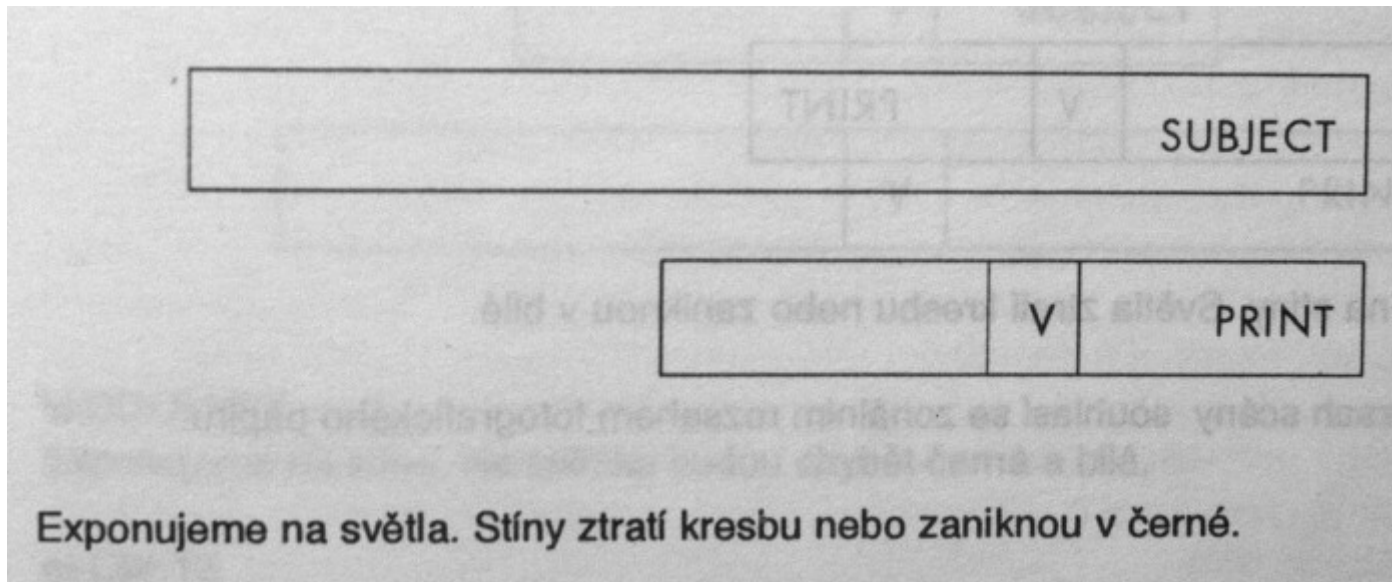 SUBJECT
V PRINT
Exponujeme na světla. Stíny ztratí kresbu nebo zaniknou v černé.